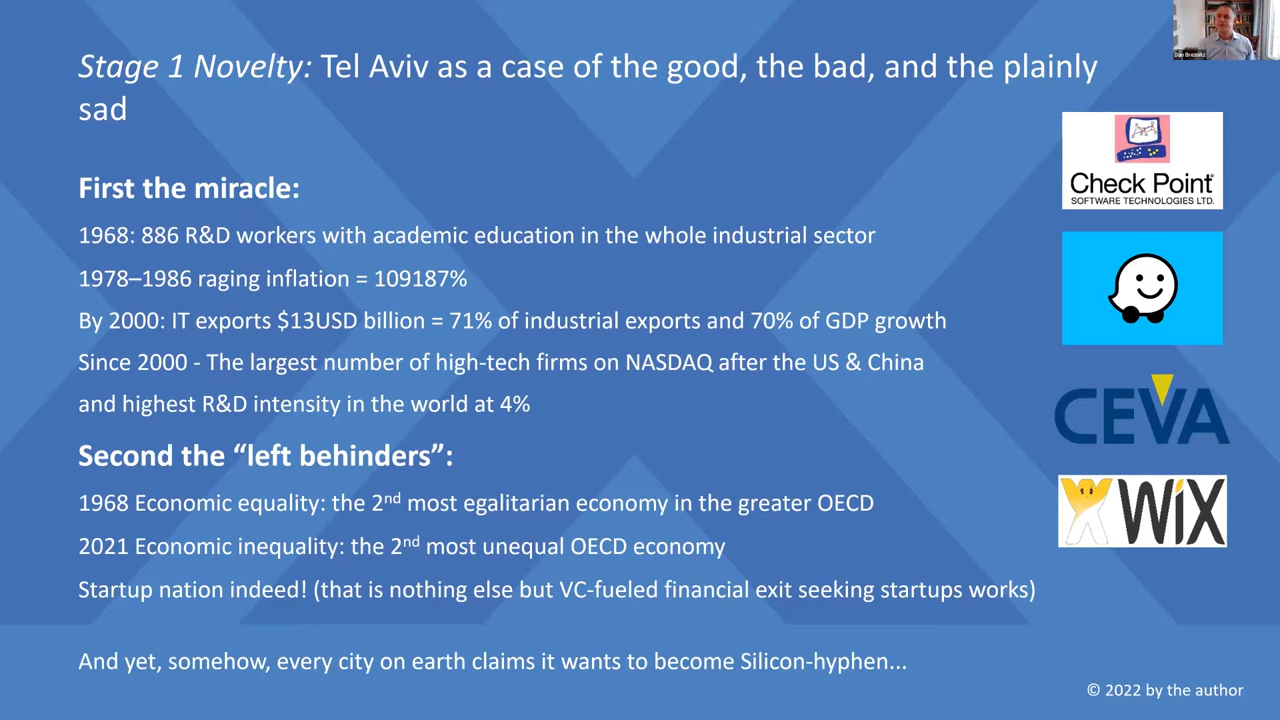 Stage 1 Novelty: Tel Aviv as a case of the good, the bad, and the plainly
sad
First the miracle:
1968: 886 R&D workers with academic education in the whole industrial sector
1978–1986 raging inflation = 109187%
By 2000: IT exports $13USD billion = 71% of industrial exports and 70% of GDP growth
Since 2000 - The largest number of high-tech firms on NASDAQ after the US & China
and highest R&D intensity in the world at 4%
Second the “left behinders”:
1968 Economic equality: the 2nd most egalitarian economy in the greater OECD
2021 Economic inequality: the 2nd most unequal OECD economy
Startup nation indeed! (that is nothing else but VC-fueled financial exit seeking startups works)
And yet, somehow, every city on earth claims it wants to become Silicon-hyphen...
Dan Breznitz
Check Point
SOFTWARE TECHNOLOGIES LTD.
CEVA
WiX
© 2022 by the author